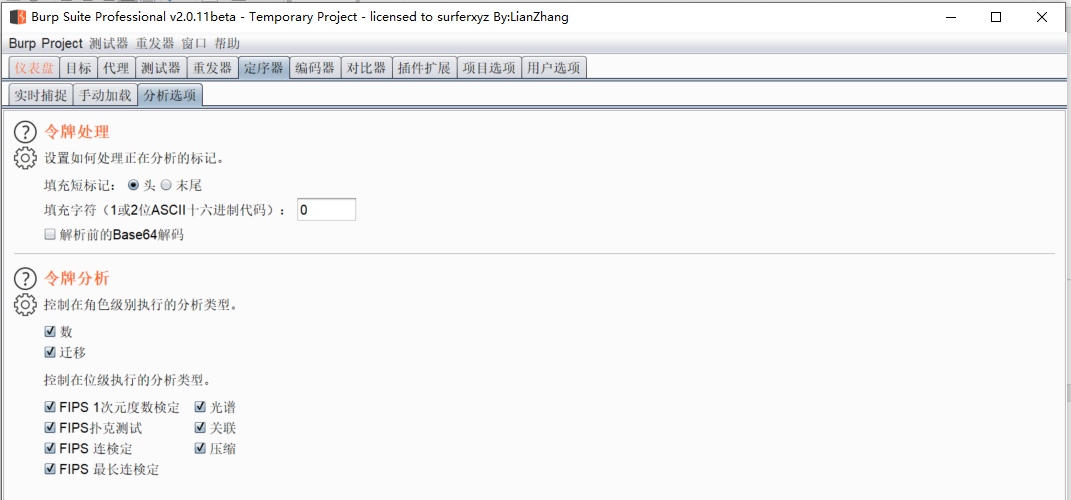 Burp Suite Professional v2.0.11beta - Temporary Project - licensed to surferxyz By:LianZhang
Burp Project 测试器 重发器 窗口 帮助
仪表盘 目标 代理 测试器 重发器 定序器 编码器 对比器 插件扩展 项目选项 用户选项
实时捕捉 手动加载 分析选项
? 令牌处理
设置如何处理正在分析的标记。
填充短标记： 头 末尾
填充字符（1或2位ASCII十六进制代码）： 0
解析前的Base64解码
? 令牌分析
控制在角色级别执行的分析类型。
数
迁移
控制在位级执行的分析类型。
FIPS 1次元度数检定 光谱
FIPS扑克测试 关联
FIPS 连检定 压缩
FIPS 最长连检定